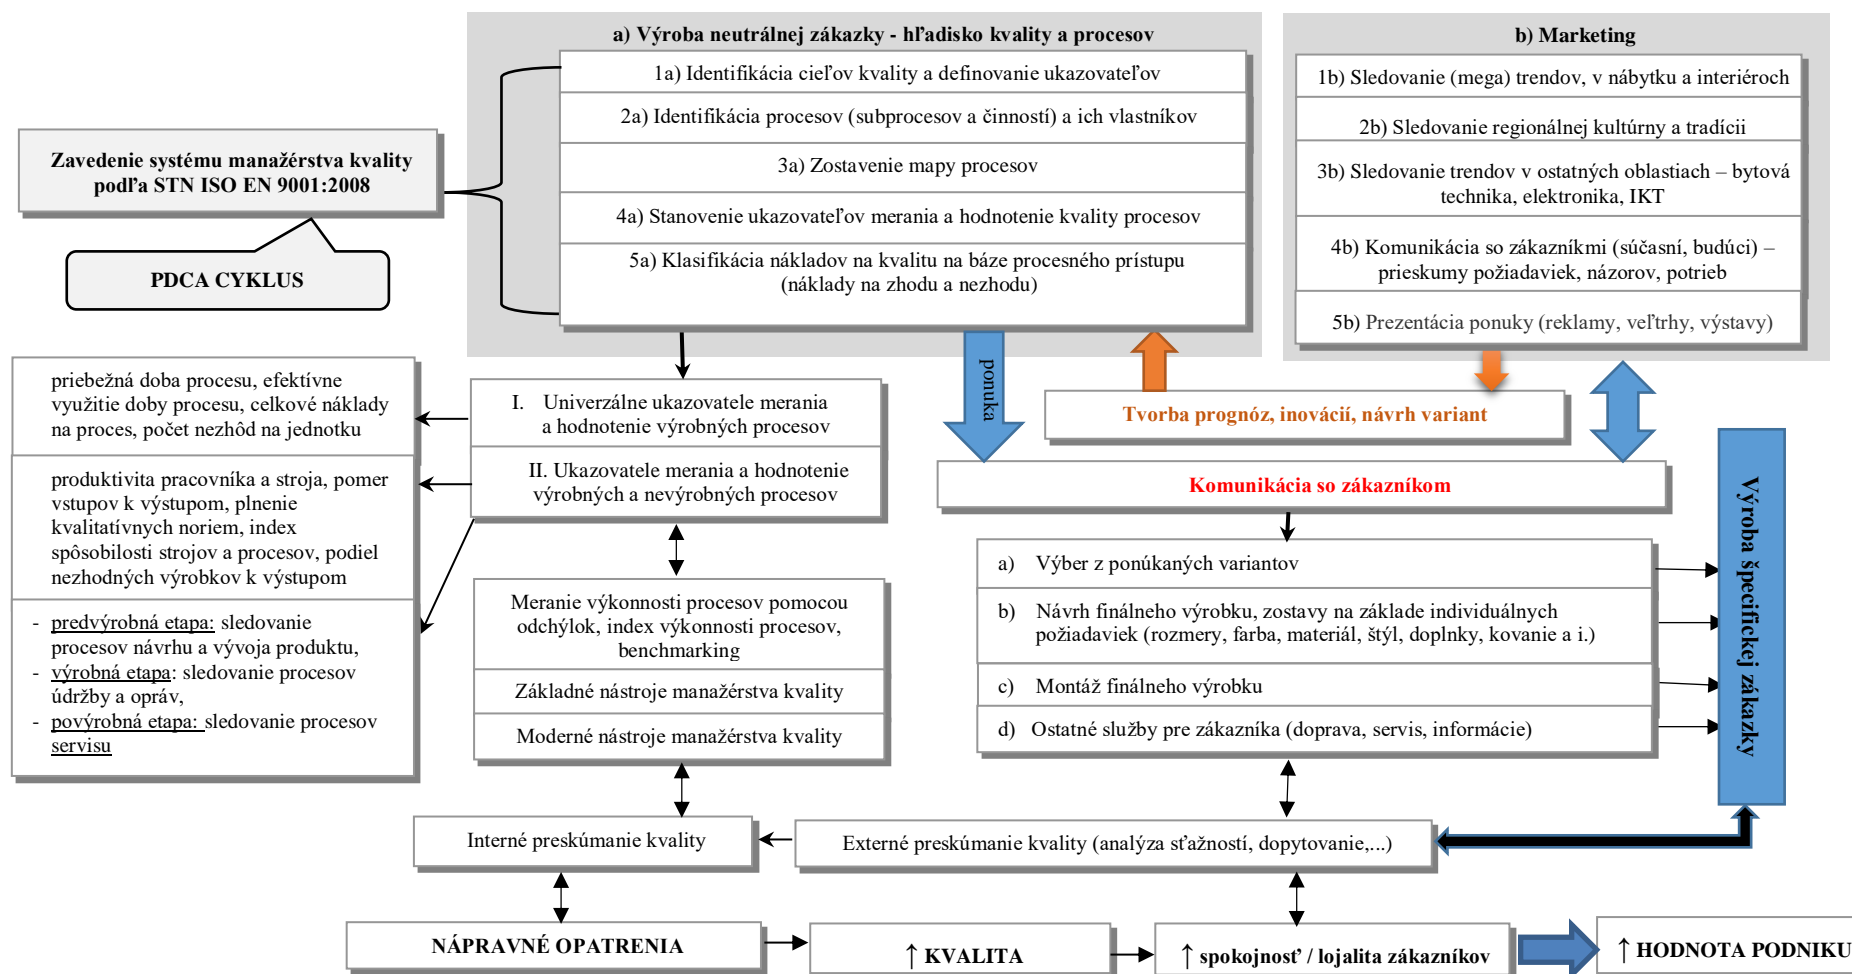 a) Výroba neutrálnej zákazky - hľadisko kvality a procesov
1a) Identifikácia cieľov kvality a definovanie ukazovateľov
2a) Identifikácia procesov (subprocesov a činností) a ich vlastníkov
3a) Zostavenie mapy procesov
4a) Stanovenie ukazovateľov merania a hodnotenie kvality procesov
5a) Klasifikácia nákladov na kvalitu na báze procesného prístupu
(náklady na zhodu a nezhodu)
b) Marketing
1b) Sledovanie (mega) trendov, v nábytku a interiéroch
2b) Sledovanie regionálnej kultúrny a tradícii
3b) Sledovanie trendov v ostatných oblastiach – bytová
technika, elektronika, IKT
4b) Komunikácia so zákazníkmi (súčasní, budúci) –
prieskumy požiadaviek, názorov, potrieb
5b) Prezentácia ponuky (reklamy, veľtrhy, výstavy)
Zavedenie systému manažérstva kvality
podľa STN ISO EN 9001:2008
PDCA CYKLUS
priebežná doba procesu, efektívne
využitie doby procesu, celkové náklady
na proces, počet nezhôd na jednotku
produktivita pracovníka a stroja, pomer
vstupov k výstupom, plnenie
kvalitatívnych noriem, index
spôsobilosti strojov a procesov, podiel
nezhodných výrobkov k výstupom
- predvýrobná etapa: sledovanie
procesov návrhu a vývoja produktu,
- výrobná etapa: sledovanie procesov
údržby a opráv,
- povýrobná etapa: sledovanie procesov
servisu
I. Univerzálne ukazovatele merania
a hodnotenie výrobných procesov
II. Ukazovatele merania a hodnotenie
výrobných a nevýrobných procesov
ponuka
Tvorba prognóz, inovácií, návrh variant
Komunikácia so zákazníkom
Meranie výkonnosti procesov pomocou
odchýlok, index výkonnosti procesov,
benchmarking
Základné nástroje manažérstva kvality
Moderné nástroje manažérstva kvality
a) Výber z ponúkaných variantov
b) Návrh finálneho výrobku, zostavy na základe individuálnych
požiadaviek (rozmery, farba, materiál, štýl, doplnky, kovanie a i.)
c) Montáž finálneho výrobku
d) Ostatné služby pre zákazníka (doprava, servis, informácie)
Výroba špecifickej zákazky
Interné preskúmanie kvality
Externé preskúmanie kvality (analýza sťažností, dopytovanie,...)
NÁPRAVNÉ OPATRENIA
↑ KVALITA
↑ spokojnosť / lojalita zákazníkov
↑ HODNOTA PODNIKU